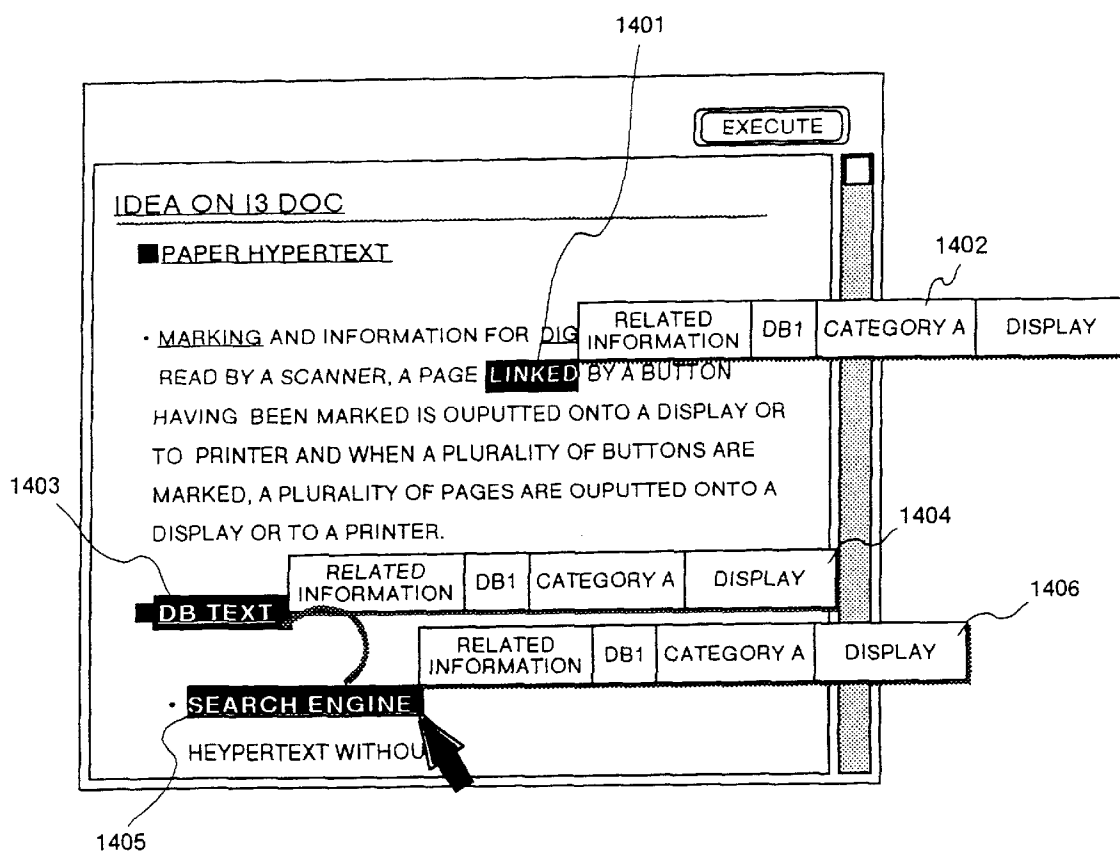 1401
EXECUTE
IDEA ON I3 DOC
■PAPER HYPERTEXT
1402
RELATED INFORMATION DB1 CATEGORY A DISPLAY
· MARKING AND INFORMATION FOR DIG
READ BY A SCANNER, A PAGE LINKED BY A BUTTON
HAVING BEEN MARKED IS OUPUTTED ONTO A DISPLAY OR
TO PRINTER AND WHEN A PLURALITY OF BUTTONS ARE
1403
MARKED, A PLURALITY OF PAGES ARE OUPUTTED ONTO A
1404
DISPLAY OR TO A PRINTER.
RELATED INFORMATION DB1 CATEGORY A DISPLAY
■DB TEXT
1406
RELATED INFORMATION DB1 CATEGORY A DISPLAY
· SEARCH ENGINE
HEYPERTEXT WITHOU
1405